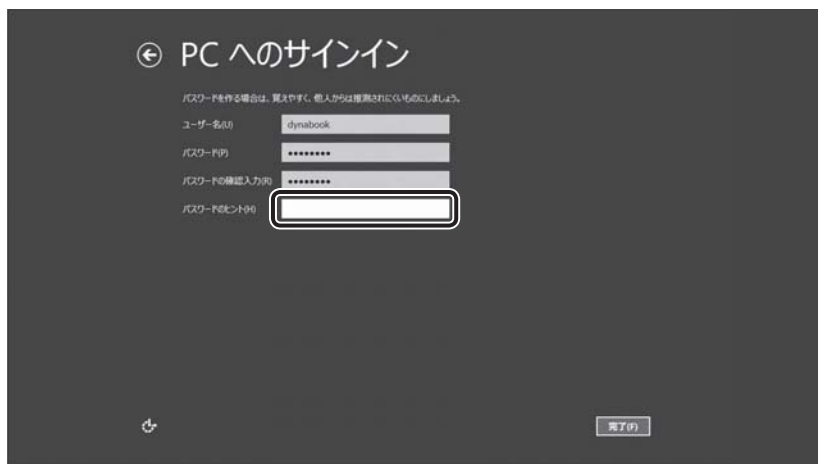 PC へのサインイン
パスワードを作る場合は、覚えやすく、他人からは推測されにくいものにしましょう。
ユーザー名(U)
dynabook
パスワード(P)
••••••••
パスワードの確認入力(R)
••••••••
パスワードのヒント(H)
完了(F)